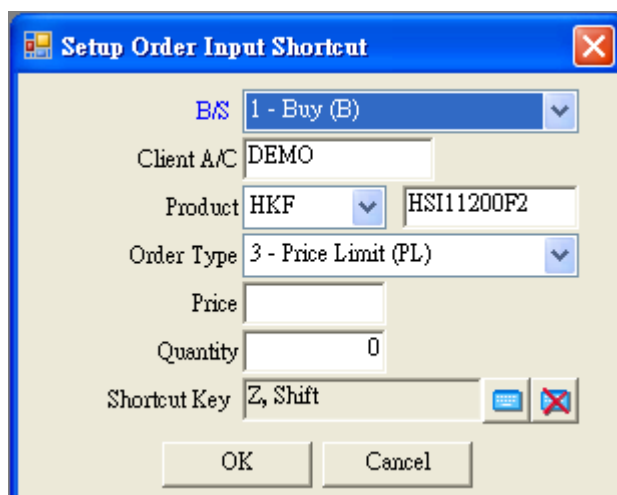 Setup Order Input Shortcut
B/S 1 - Buy (B)
Client A/C DEMO
Product HKF HSI11200F2
Order Type 3 - Price Limit (PL)
Price
Quantity 0
Shortcut Key Z, Shift
OK Cancel